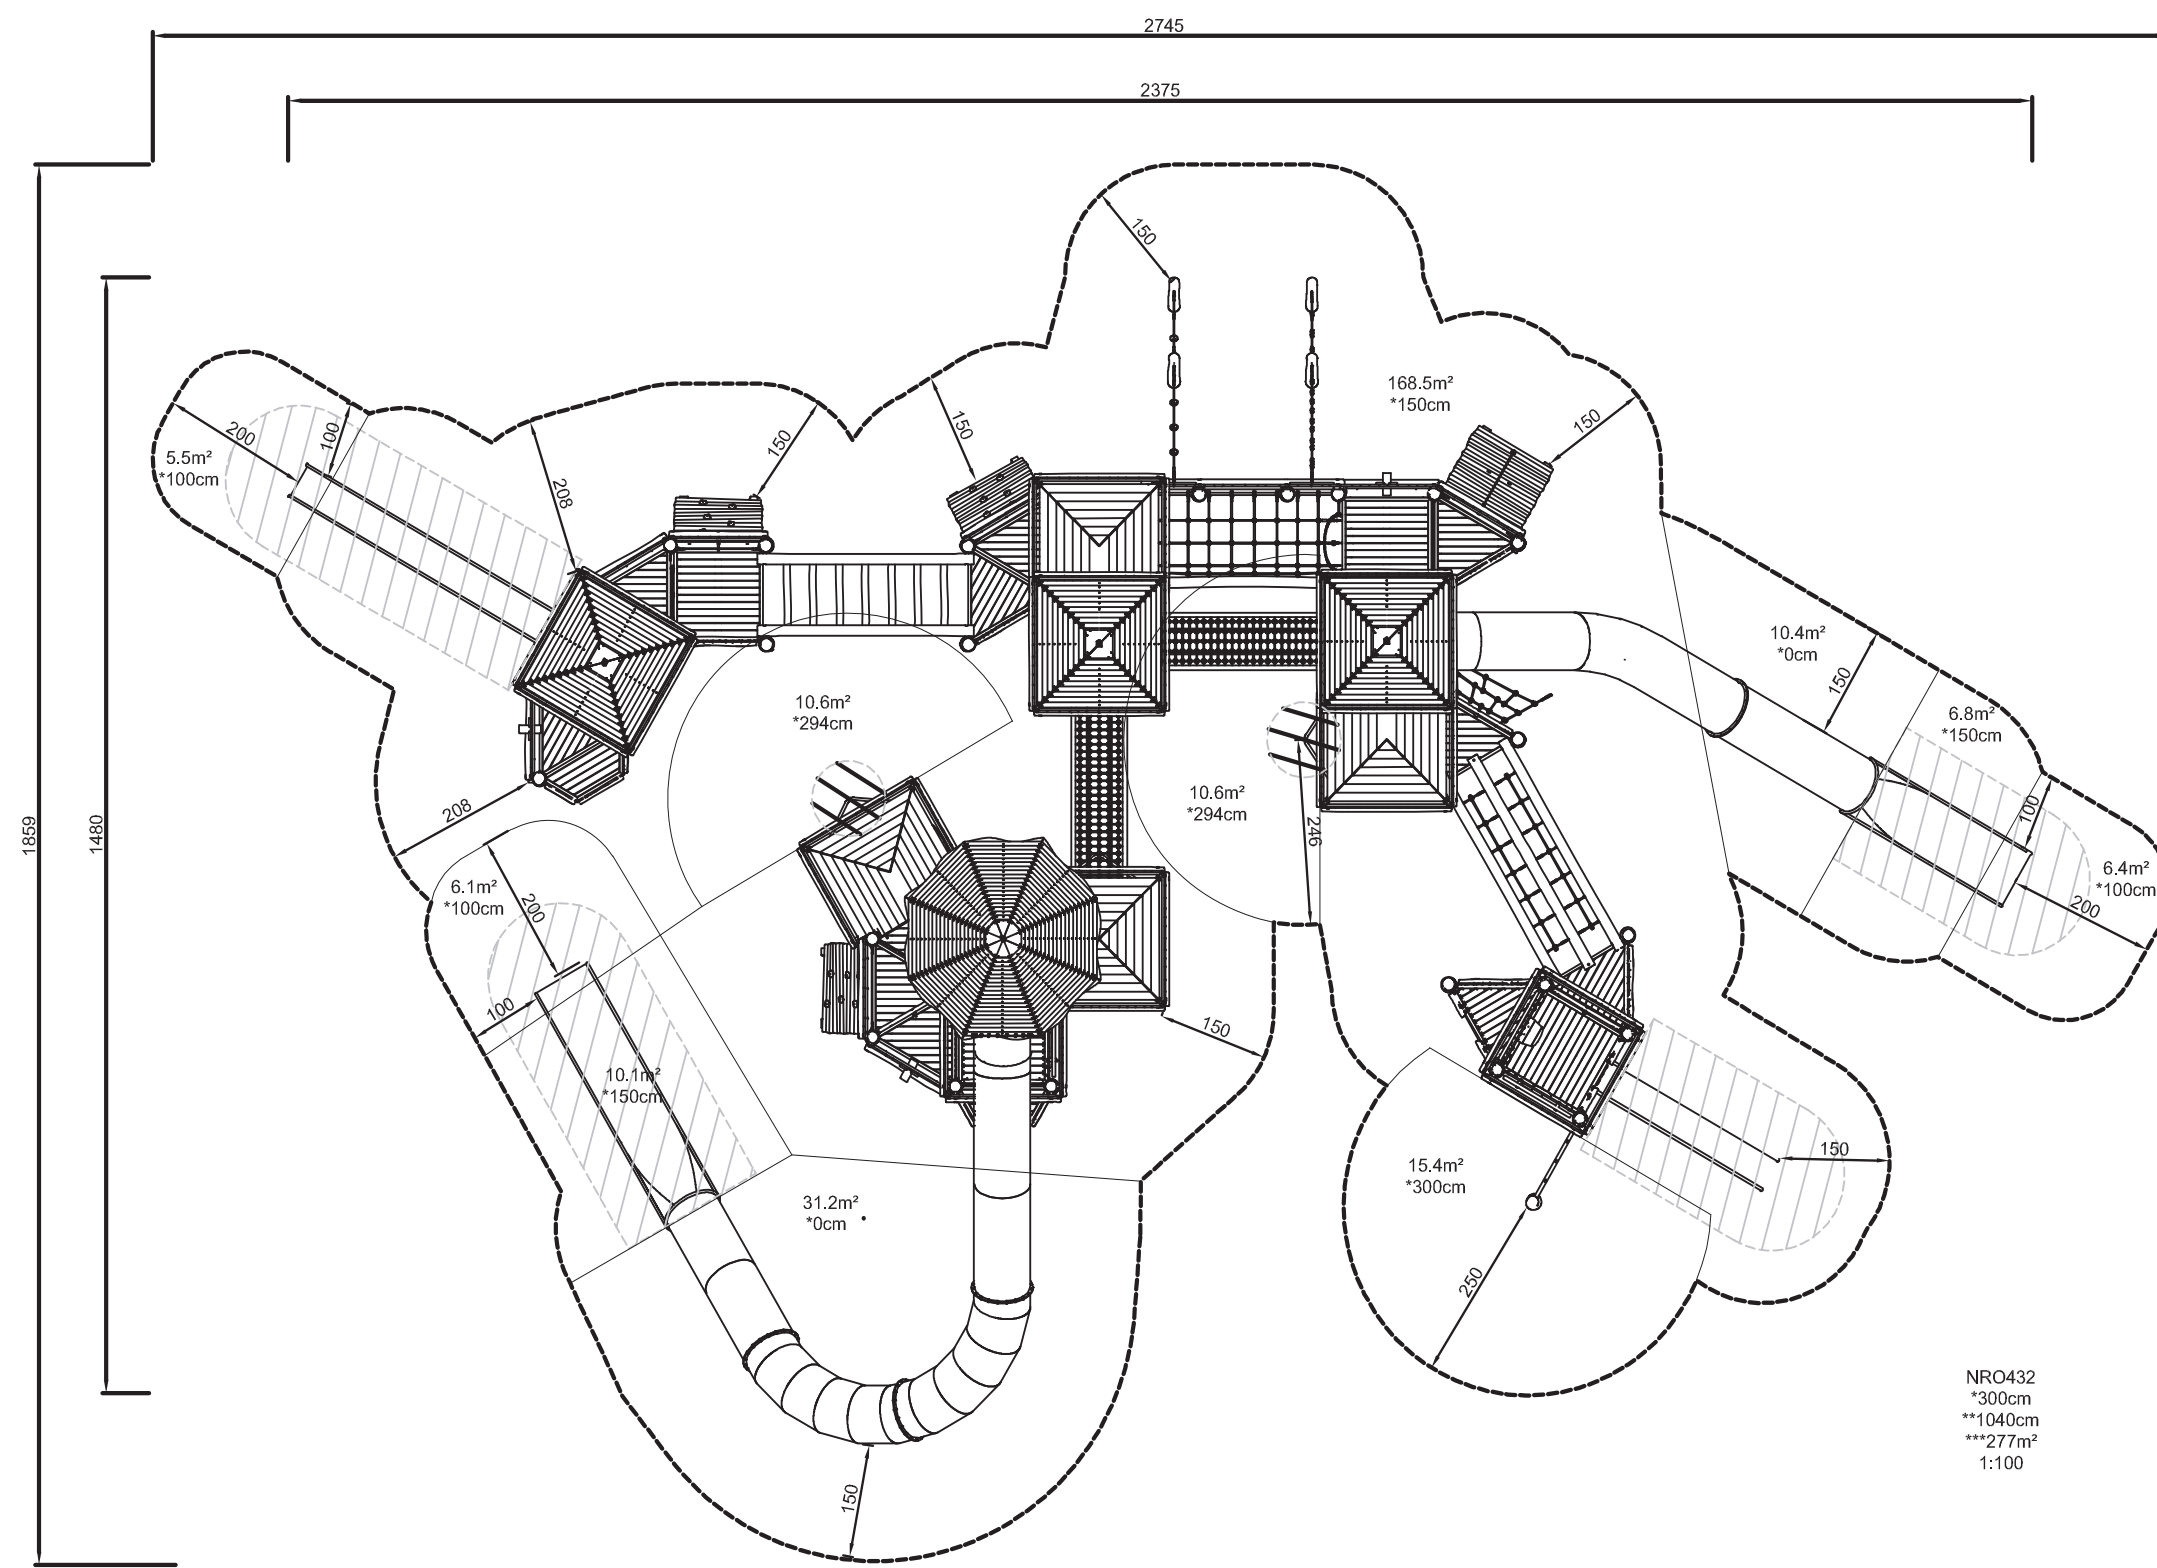 2745
2375
1859
1480
150
168.5m²
*150cm
150
200
100
5.5m²
*100cm
208
150
150
10.4m²
*0cm
150
10.6m²
*294cm
6.8m²
*150cm
10.6m²
*294cm
246
208
100
6.4m²
*100cm
200
6.1m²
*100cm
200
100
150
10.1m²
*150cm
31.2m²
*0cm
15.4m²
*300cm
150
250
150
NRO432
*300cm
**1040cm
***277m²
1:100